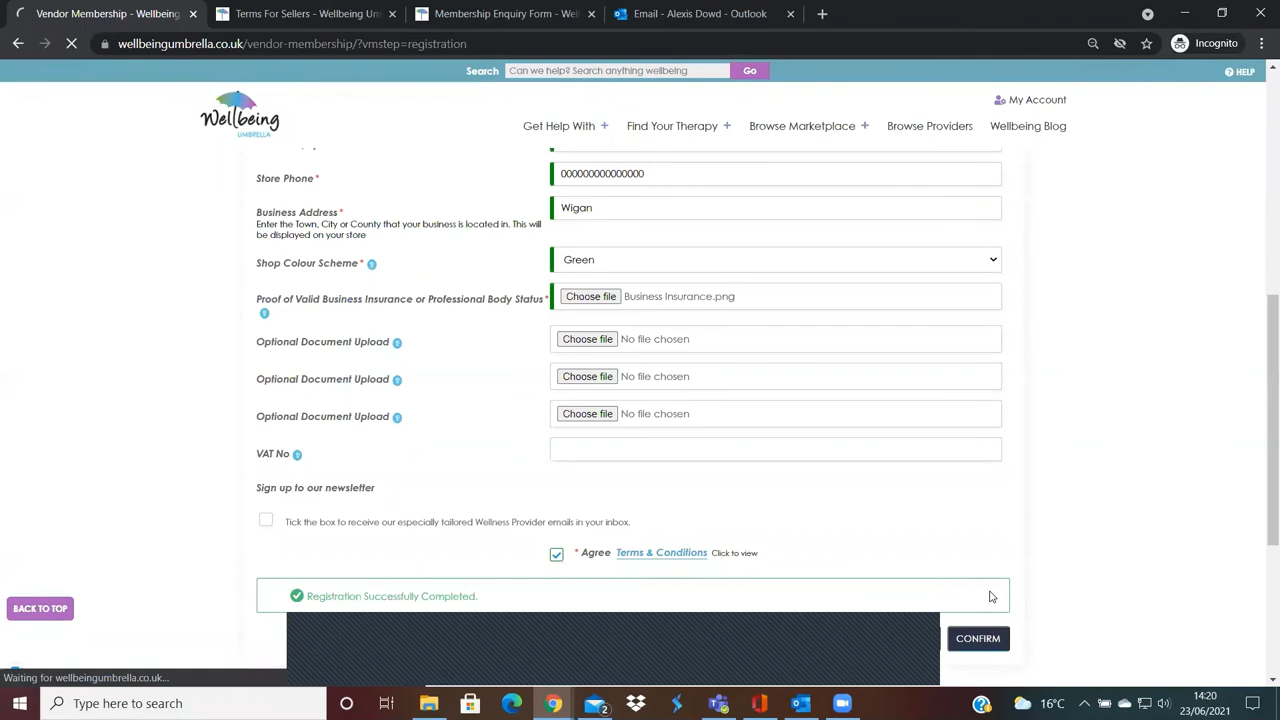 Vendor Membership - Wellbeing
Terms For Sellers - Wellbeing Um
Membership Enquiry Form - Well
Email - Alexis Dowd - Outlook
wellbeingumbrella.co.uk/vendor-membership/?vmstep=registration
Incognito
Search
Can we help? Search anything wellbeing
Go
HELP
Wellbeing
UMBRELLA
My Account
Get Help With +
Find Your Therapy +
Browse Marketplace +
Browse Providers
Wellbeing Blog
Store Phone*
000000000000000
Business Address*
Enter the Town, City or County that your business is located in. This will
be displayed on your store
Wigan
Shop Colour Scheme*
Green
Proof of Valid Business Insurance or Professional Body Status*
Choose file Business Insurance.png
Optional Document Upload
Choose file No file chosen
Optional Document Upload
Choose file No file chosen
Optional Document Upload
Choose file No file chosen
VAT No
Sign up to our newsletter
Tick the box to receive our especially tailored Wellness Provider emails in your inbox.
* Agree Terms & Conditions Click to view
Registration Successfully Completed.
BACK TO TOP
CONFIRM
Waiting for wellbeingumbrella.co.uk...
Type here to search
2
16°C
14:20
23/06/2021